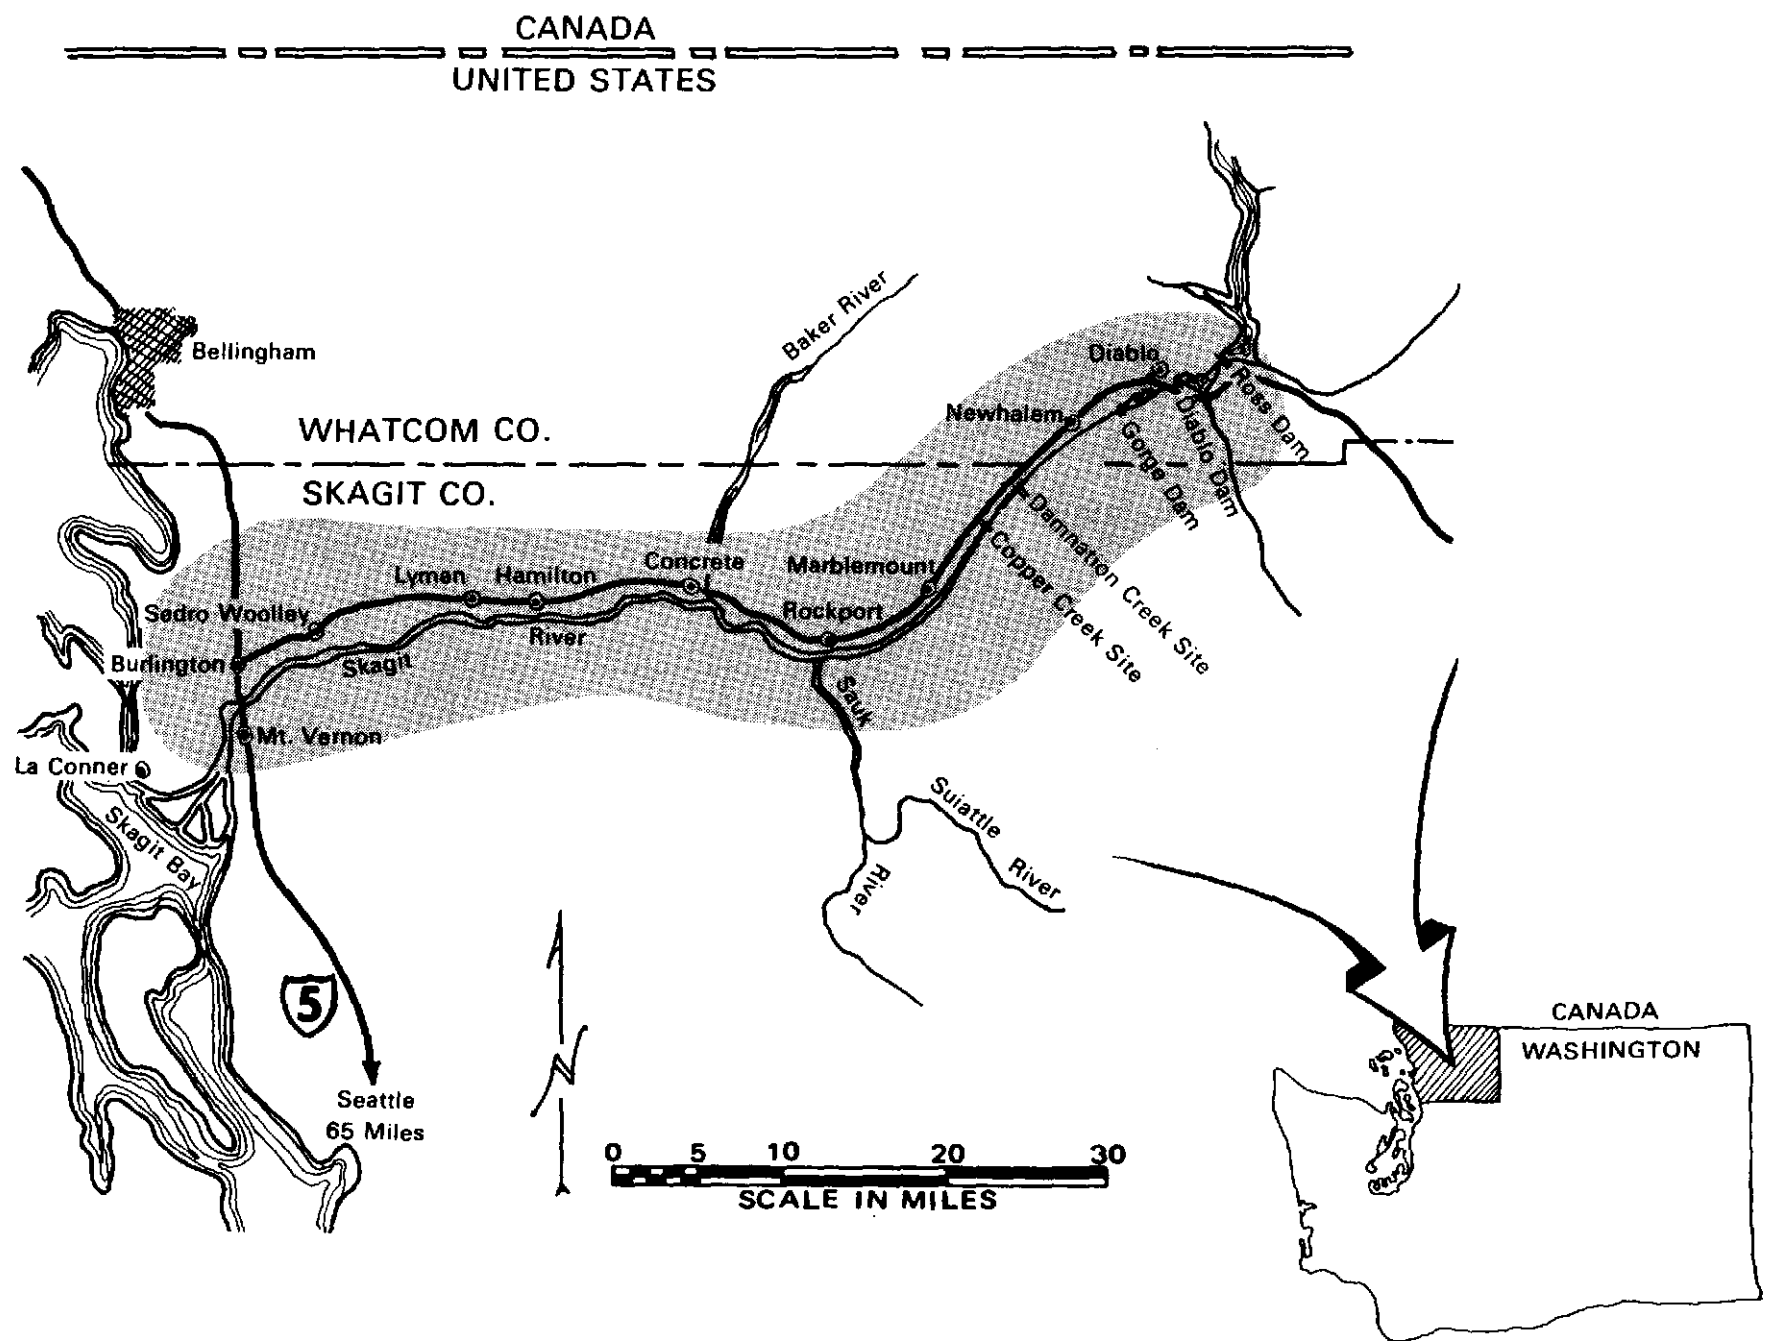 CANADA
UNITED STATES
Baker River
Bellingham
Diablo
Ross Dam
Newhalem
Diablo Dam
Gorge Dam
WHATCOM CO.
SKAGIT CO.
Damnation Creek Site
Copper Creek Site
Concrete
Marblemount
Lyman
Hamilton
Rockport
Sedro Woolley
River
Burlington
Skagit
Sauk
Mt. Vernon
La Conner
Skagit Bay
Suiattle
River
River
5
CANADA
WASHINGTON
N
Seattle
65 Miles
0 5 10 20 30
SCALE IN MILES